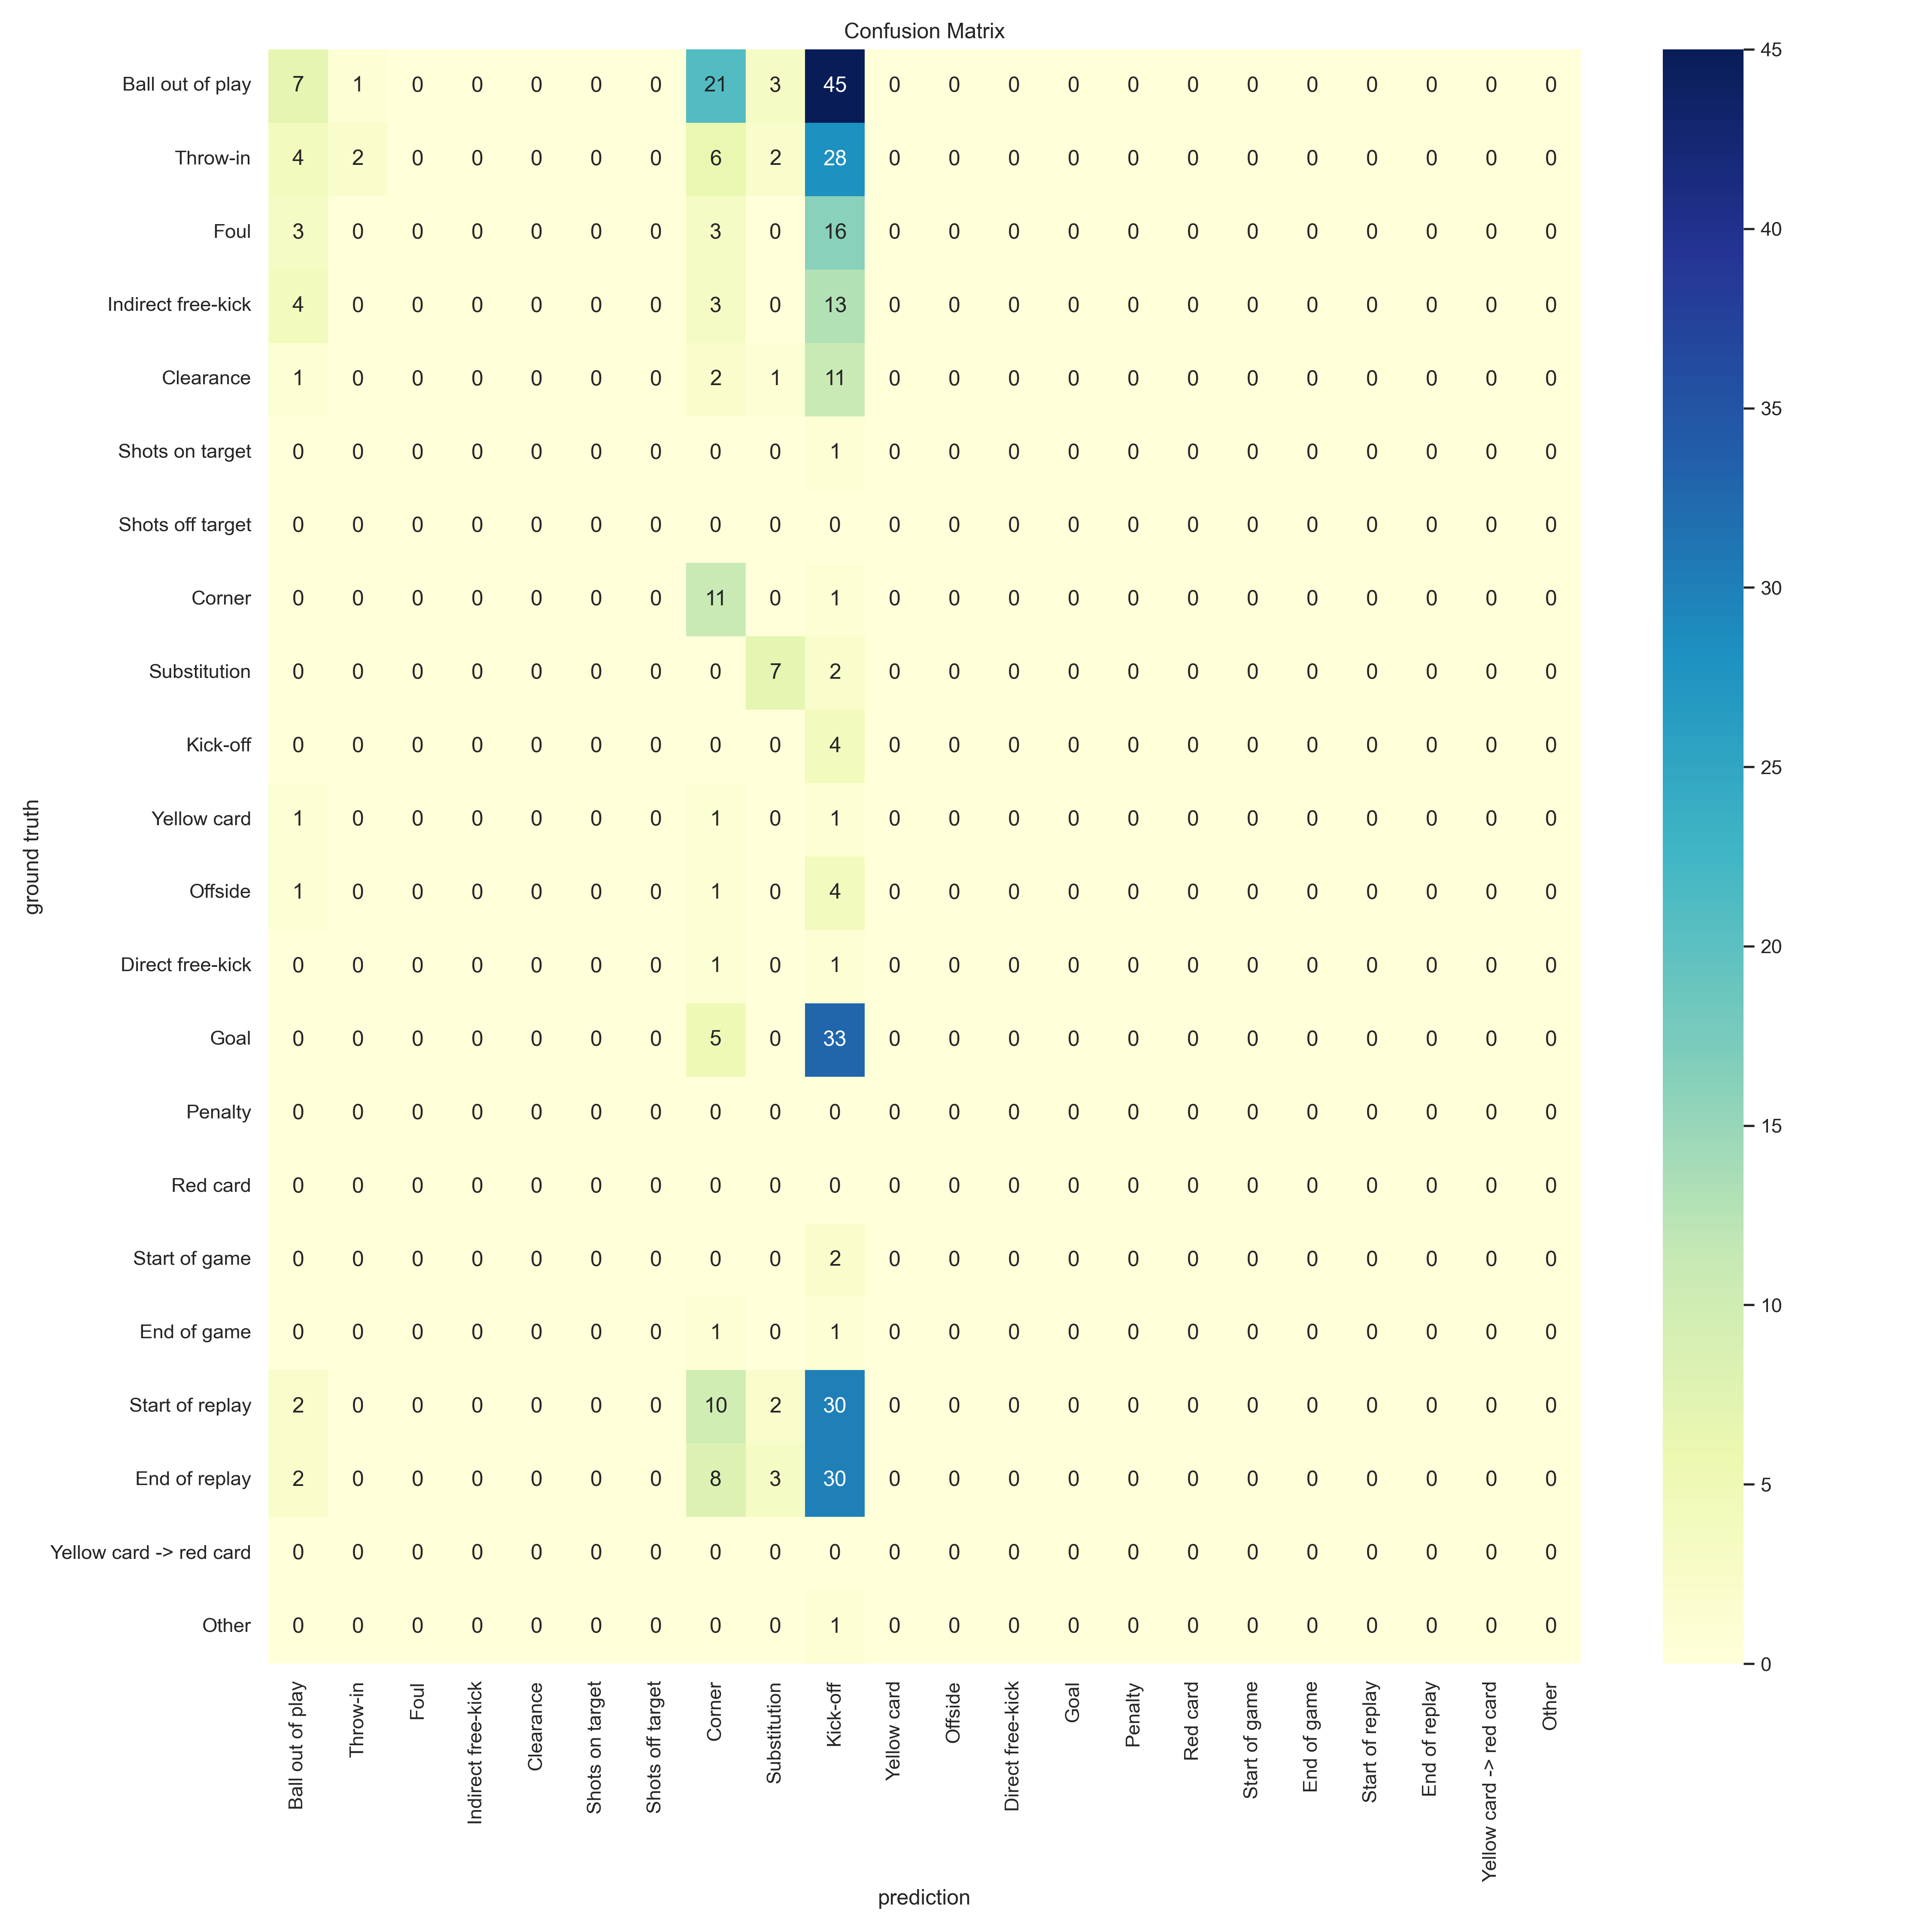 Confusion Matrix
Ball out of play 7 1 0 0 0 0 0 21 3 45 0 0 0 0 0 0 0 0 0 0 0 0 45
Throw-in 4 2 0 0 0 0 0 6 2 28 0 0 0 0 0 0 0 0 0 0 0 0
Foul 3 0 0 0 0 0 0 3 0 16 0 0 0 0 0 0 0 0 0 0 0 0 40
Indirect free-kick 4 0 0 0 0 0 0 3 0 13 0 0 0 0 0 0 0 0 0 0 0 0
Clearance 1 0 0 0 0 0 0 2 1 11 0 0 0 0 0 0 0 0 0 0 0 0 35
Shots on target 0 0 0 0 0 0 0 0 0 1 0 0 0 0 0 0 0 0 0 0 0 0
Shots off target 0 0 0 0 0 0 0 0 0 0 0 0 0 0 0 0 0 0 0 0 0 0
Corner 0 0 0 0 0 0 0 11 0 1 0 0 0 0 0 0 0 0 0 0 0 0 30
Substitution 0 0 0 0 0 0 0 0 7 2 0 0 0 0 0 0 0 0 0 0 0 0
Kick-off 0 0 0 0 0 0 0 0 0 4 0 0 0 0 0 0 0 0 0 0 0 0 25
Yellow card 1 0 0 0 0 0 0 1 0 1 0 0 0 0 0 0 0 0 0 0 0 0
ground truth
Offside 1 0 0 0 0 0 0 1 0 4 0 0 0 0 0 0 0 0 0 0 0 0
Direct free-kick 0 0 0 0 0 0 0 1 0 1 0 0 0 0 0 0 0 0 0 0 0 0 20
Goal 0 0 0 0 0 0 0 5 0 33 0 0 0 0 0 0 0 0 0 0 0 0
Penalty 0 0 0 0 0 0 0 0 0 0 0 0 0 0 0 0 0 0 0 0 0 0 15
Red card 0 0 0 0 0 0 0 0 0 0 0 0 0 0 0 0 0 0 0 0 0 0
Start of game 0 0 0 0 0 0 0 0 0 2 0 0 0 0 0 0 0 0 0 0 0 0
End of game 0 0 0 0 0 0 0 1 0 1 0 0 0 0 0 0 0 0 0 0 0 0 10
Start of replay 2 0 0 0 0 0 0 10 2 30 0 0 0 0 0 0 0 0 0 0 0 0
End of replay 2 0 0 0 0 0 0 8 3 30 0 0 0 0 0 0 0 0 0 0 0 0 5
Yellow card -> red card 0 0 0 0 0 0 0 0 0 0 0 0 0 0 0 0 0 0 0 0 0 0
Other 0 0 0 0 0 0 0 0 0 1 0 0 0 0 0 0 0 0 0 0 0 0
0
Ball out of play
Throw-in
Foul
Indirect free-kick
Clearance
Shots on target
Shots off target
Corner
Substitution
Kick-off
Yellow card
Offside
Direct free-kick
Goal
Penalty
Red card
Start of game
End of game
Start of replay
End of replay
Yellow card -> red card
Other
prediction